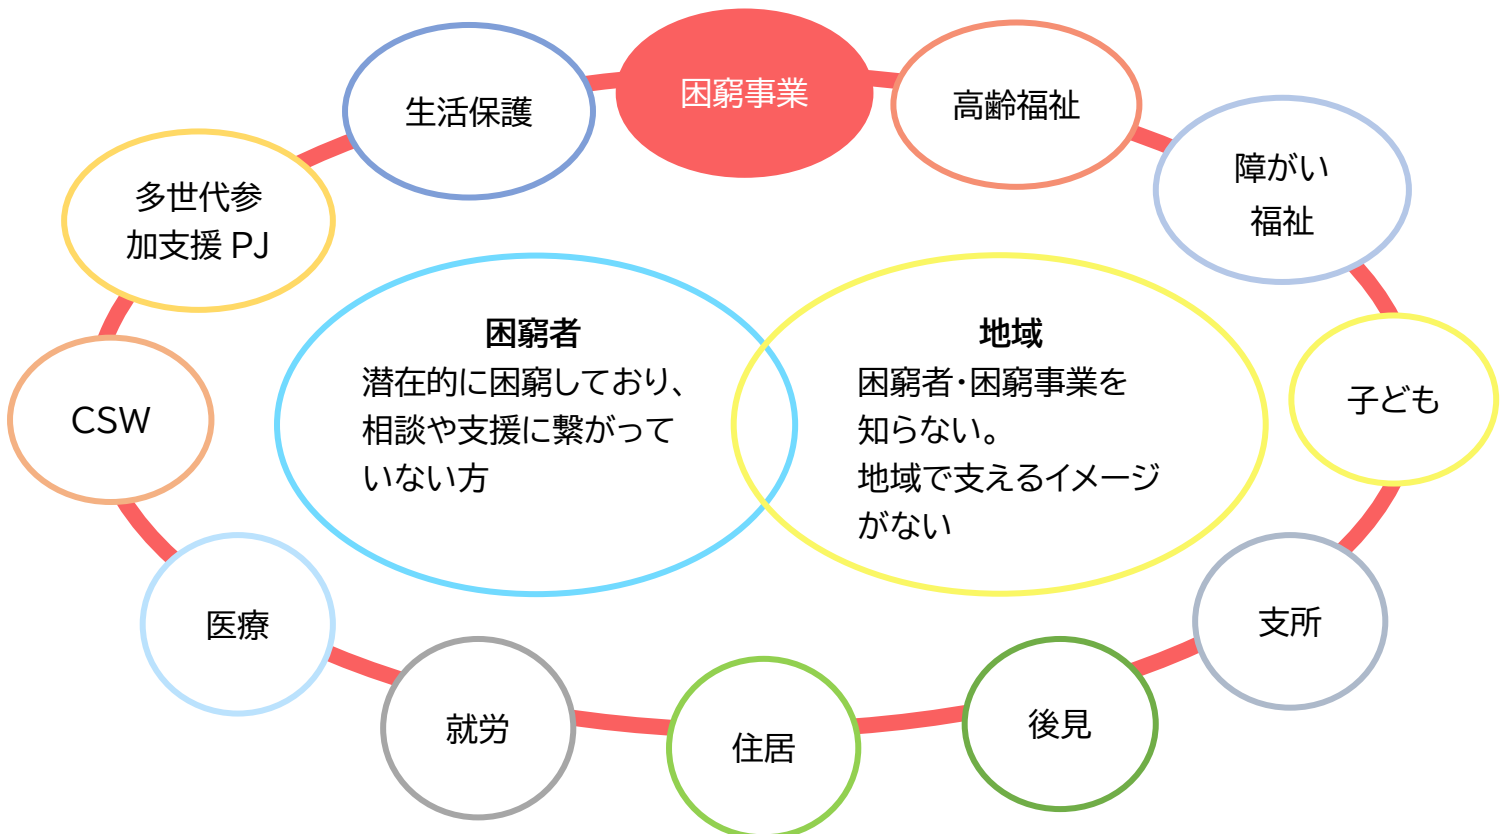 困窮事業
生活保護
高齢福祉
障がい
福祉
多世代参
加支援 PJ
困窮者
潜在的に困窮しており、
相談や支援に繋がって
いない方
地域
困窮者・困窮事業を
知らない。
地域で支えるイメージ
がない
CSW
子ども
医療
支所
就労
住居
後見